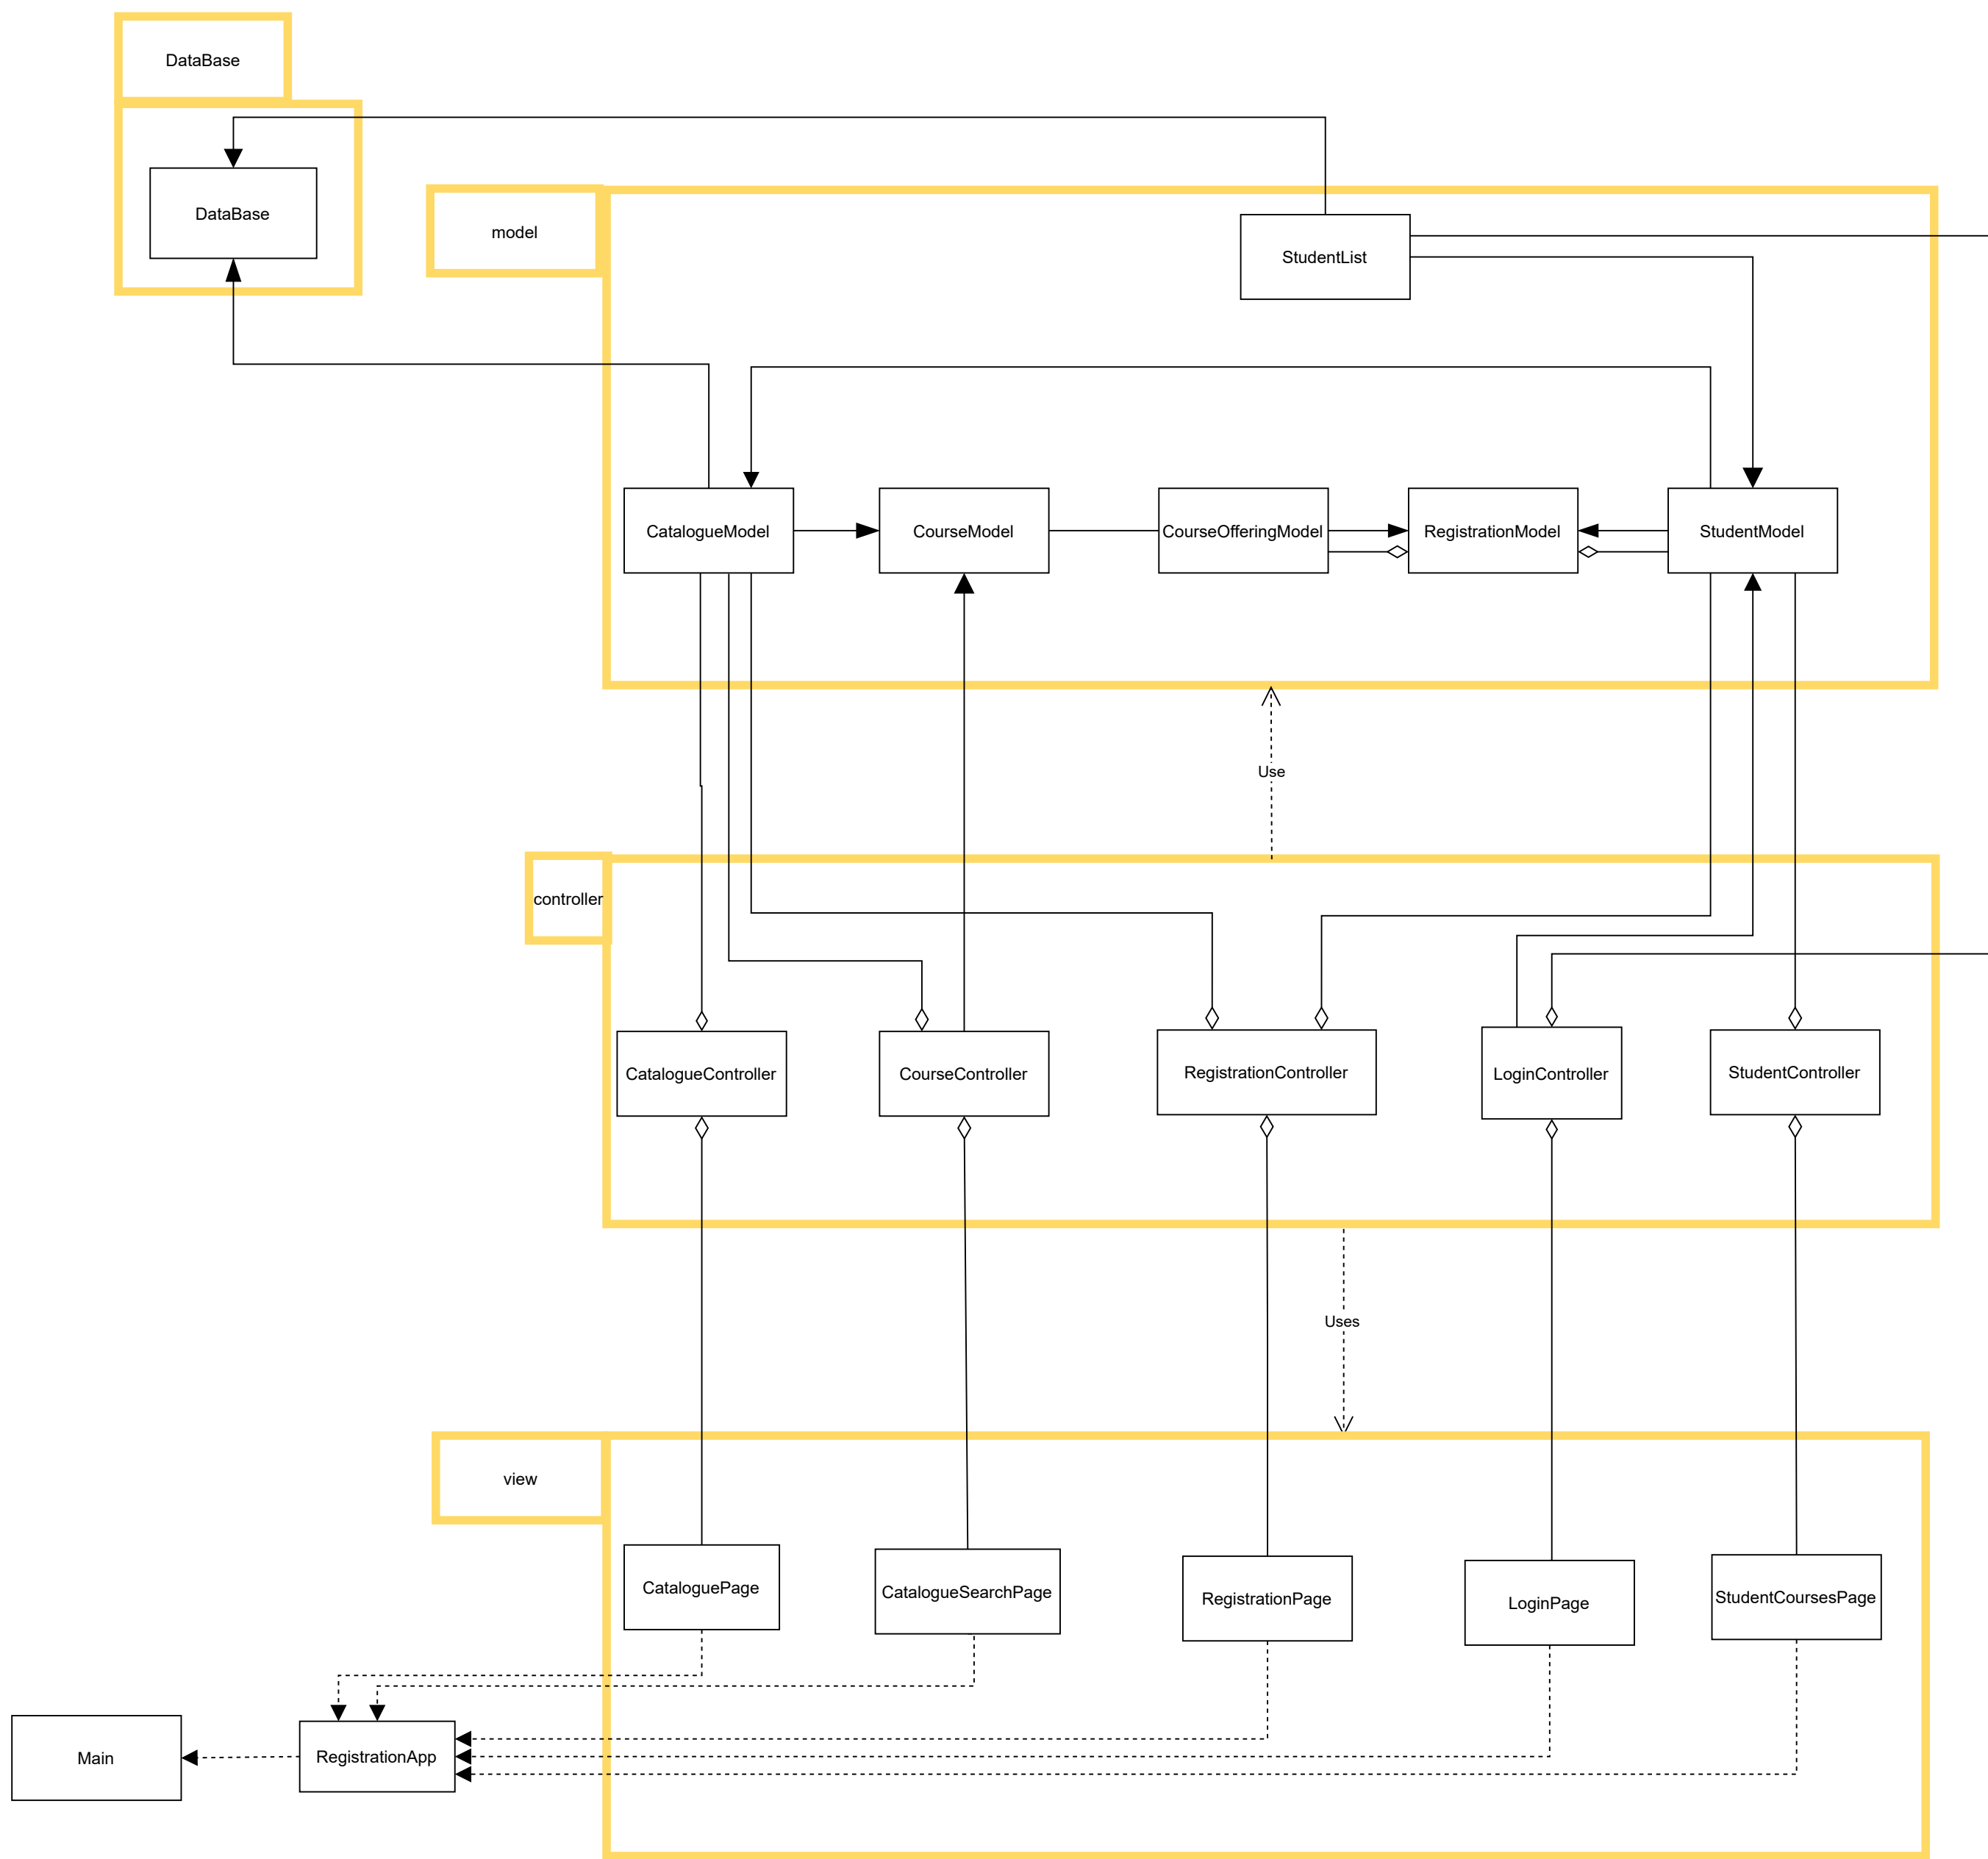 DataBase
DataBase
model
StudentList
CatalogueModel
CourseModel
CourseOfferingModel
RegistrationModel
StudentModel
Use
controller
CatalogueController
CourseController
RegistrationController
LoginController
StudentController
Uses
view
CataloguePage
CatalogueSearchPage
RegistrationPage
LoginPage
StudentCoursesPage
Main
RegistrationApp